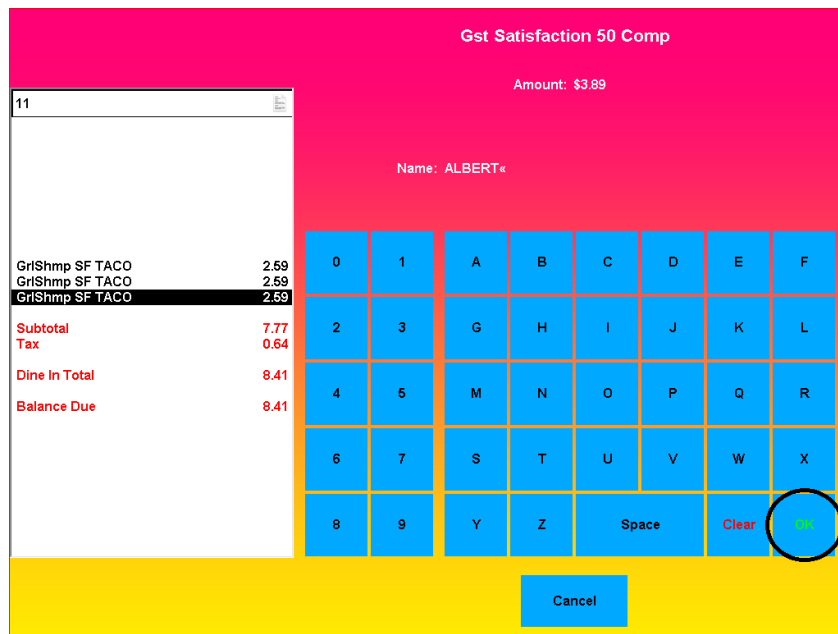 Gst Satisfaction 50 Comp
Amount: $3.89
11
Name: ALBERT«
GrlShmp SF TACO 2.59
GrlShmp SF TACO 2.59
GrlShmp SF TACO 2.59
Subtotal 7.77
Tax 0.64
Dine In Total 8.41
Balance Due 8.41
0 1 A B C D E F
2 3 G H I J K L
4 5 M N O P Q R
6 7 S T U V W X
8 9 Y Z Space Clear OK
Cancel